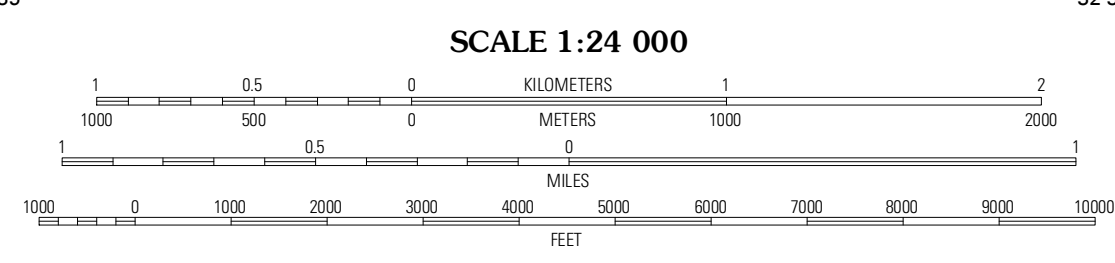 SCALE 1:24 000
1 0.5 0 KILOMETERS 1 2
1000 500 0 METERS 1000 2000
1 0.5 0 1
MILES
1000 0 1000 2000 3000 4000 5000 6000 7000 8000 9000 10000
FEET